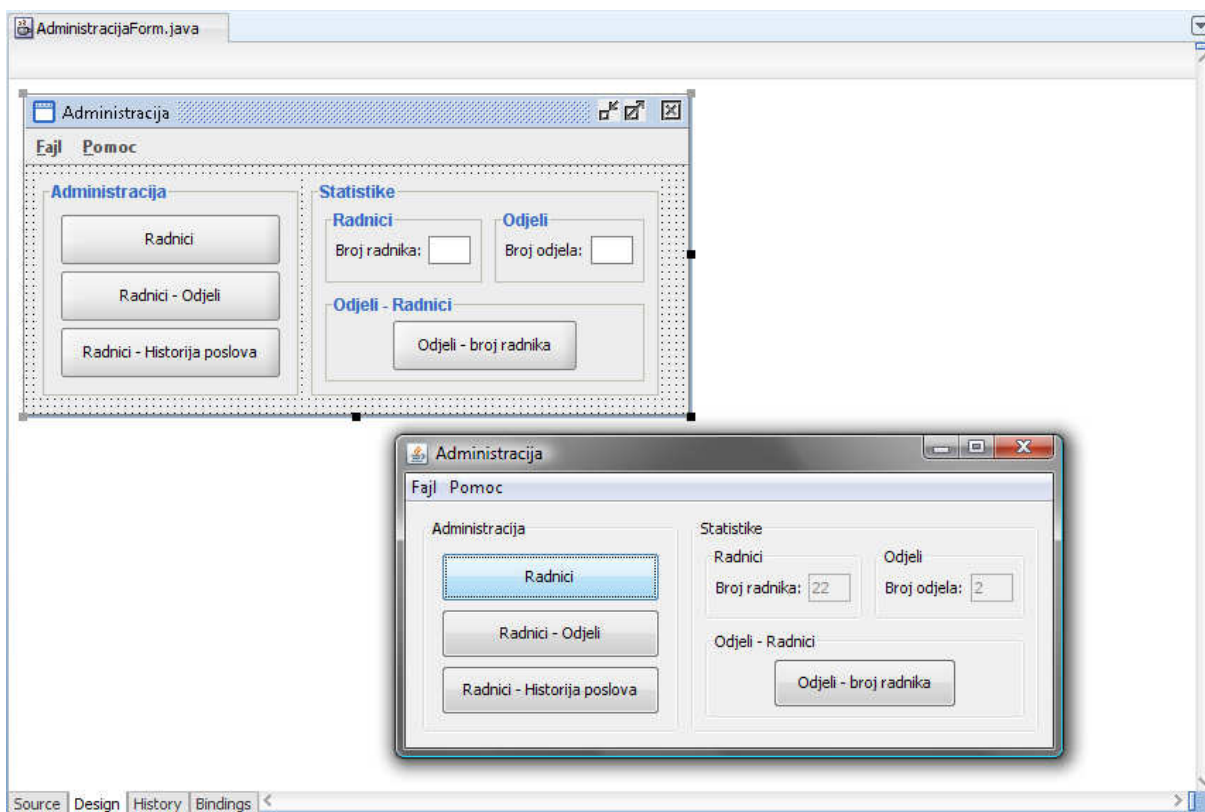 AdministracijaForm.java
Administracija
Fajl Pomoc
Administracija
Radnici
Radnici - Odjeli
Radnici - Historija poslova
Statistike
Radnici
Broj radnika:
Odjeli
Broj odjela:
Odjeli - Radnici
Odjeli - broj radnika
Administracija
Fajl Pomoc
Administracija
Radnici
Radnici - Odjeli
Radnici - Historija poslova
Statistike
Radnici
Broj radnika: 22
Odjeli
Broj odjela: 2
Odjeli - Radnici
Odjeli - broj radnika
Source Design History Bindings